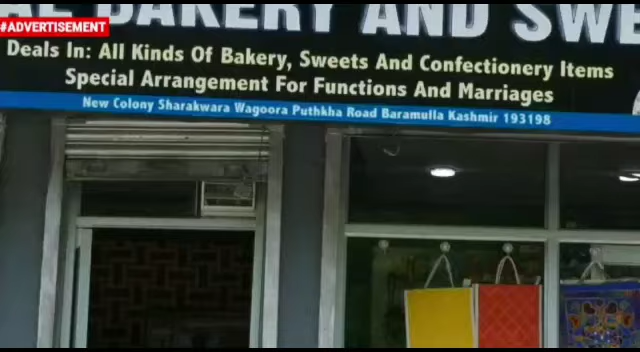 #ADVERTISEMENT
BAKERY AND
Deals In: All Kinds Of Bakery, Sweets And Confectionery Items
Special Arrangement For Functions And Marriages
New Colony Sharakwara Wagoora Puthkha Road Baramulla Kashmir 193198